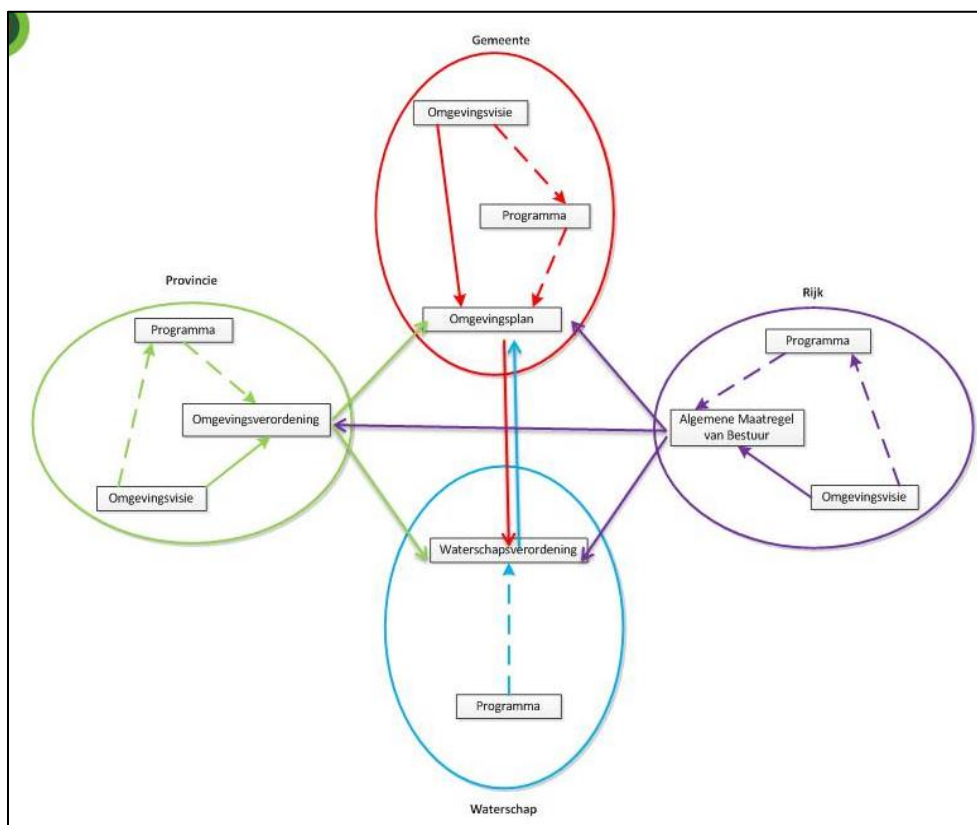 Gemeente
Omgevingsvisie
Programma
Omgevingsplan
Provincie
Programma
Omgevingsverordening
Omgevingsvisie
Rijk
Programma
Algemene Maatregel
van Bestuur
Omgevingsvisie
Waterschapsverordening
Programma
Waterschap